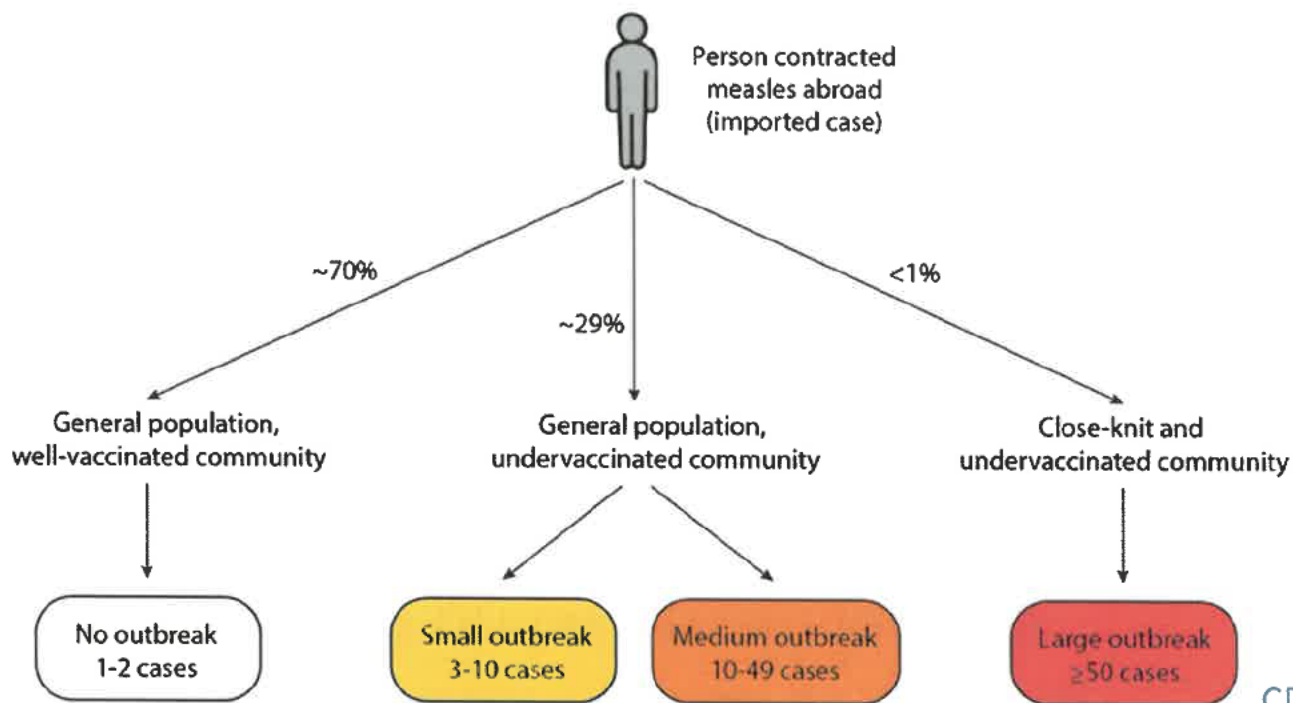 Person contracted
measles abroad
(imported case)
~70%
~29%
<1%
General population,
well-vaccinated community
General population,
undervaccinated community
Close-knit and
undervaccinated community
No outbreak
1-2 cases
Small outbreak
3-10 cases
Medium outbreak
10-49 cases
Large outbreak
≥50 cases